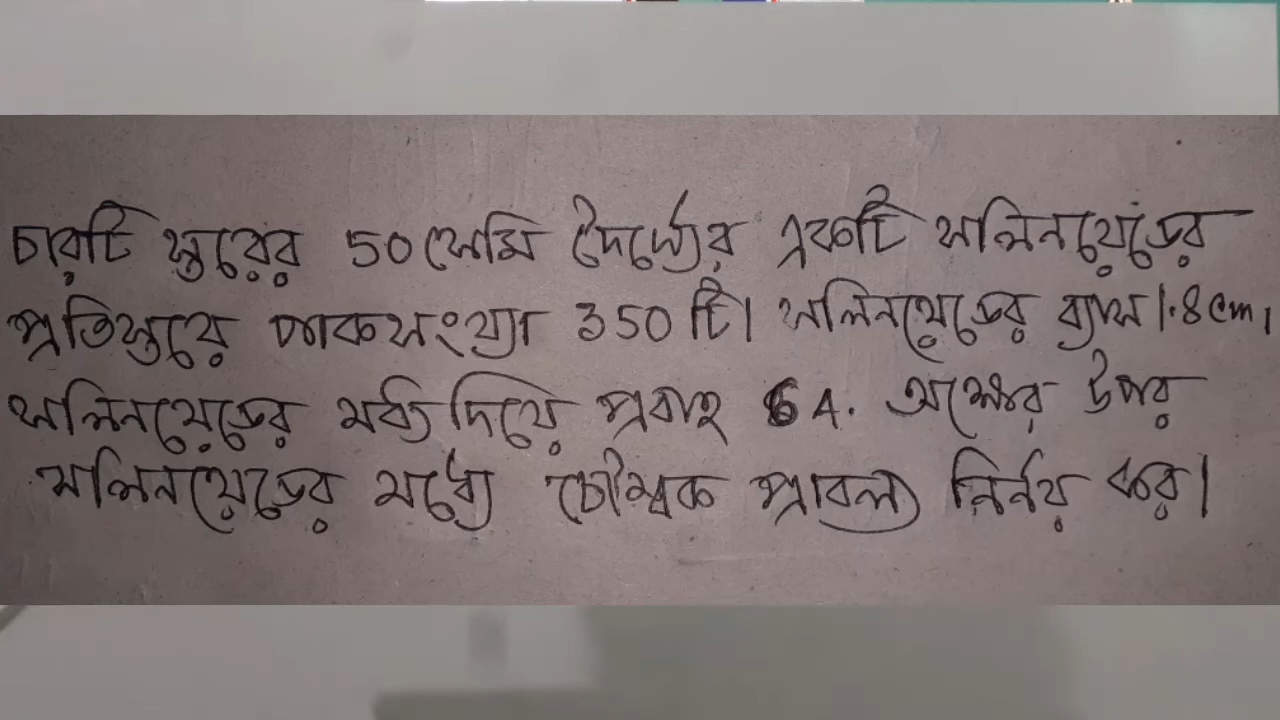 চারটি স্তরের 50 সেমি দৈর্ঘ্যের একটি সলিনয়েডের
প্রতিস্তরে পাকসংখ্যা 350 টি। সলিনয়েডের ব্যাস 1.8 cm,
সলিনয়েডের মধ্য দিয়ে প্রবাহ 6A. অক্ষের উপর
সলিনয়েডের মধ্যে চৌম্বক প্রাবল্য নির্নয় কর।